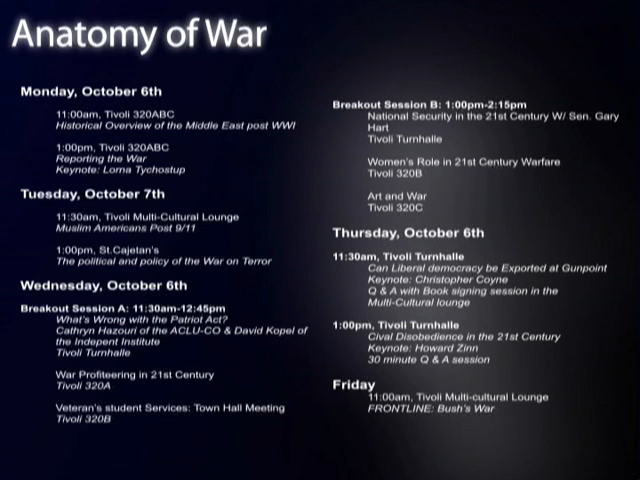 Anatomy of War
Monday, October 6th
11:00am, Tivoli 320ABC
Historical Overview of the Middle East post WWI
1:00pm, Tivoli 320ABC
Reporting the War
Keynote: Lorna Tychostup
Tuesday, October 7th
11:30am, Tivoli Multi-Cultural Lounge
Muslim Americans Post 9/11
1:00pm, St.Cajetan's
The political and policy of the War on Terror
Wednesday, October 6th
Breakout Session A: 11:30am-12:45pm
What's Wrong with the Patriot Act?
Cathryn Hazouri of the ACLU-CO & David Kopel of
the Indepent Institute
Tivoli Turnhalle
War Profiteering in 21st Century
Tivoli 320A
Veteran's student Services: Town Hall Meeting
Tivoli 320B
Breakout Session B: 1:00pm-2:15pm
National Security in the 21st Century W/ Sen. Gary
Hart
Tivoli Turnhalle
Women's Role in 21st Century Warfare
Tivoli 320B
Art and War
Tivoli 320C
Thursday, October 6th
11:30am, Tivoli Turnhalle
Can Liberal democracy be Exported at Gunpoint
Keynote: Christopher Coyne
Q & A with Book signing session in the
Multi-Cultural lounge
1:00pm, Tivoli Turnhalle
Cival Disobedience in the 21st Century
Keynote: Howard Zinn
30 minute Q & A session
Friday
11:00am, Tivoli Multi-cultural Lounge
FRONTLINE: Bush's War